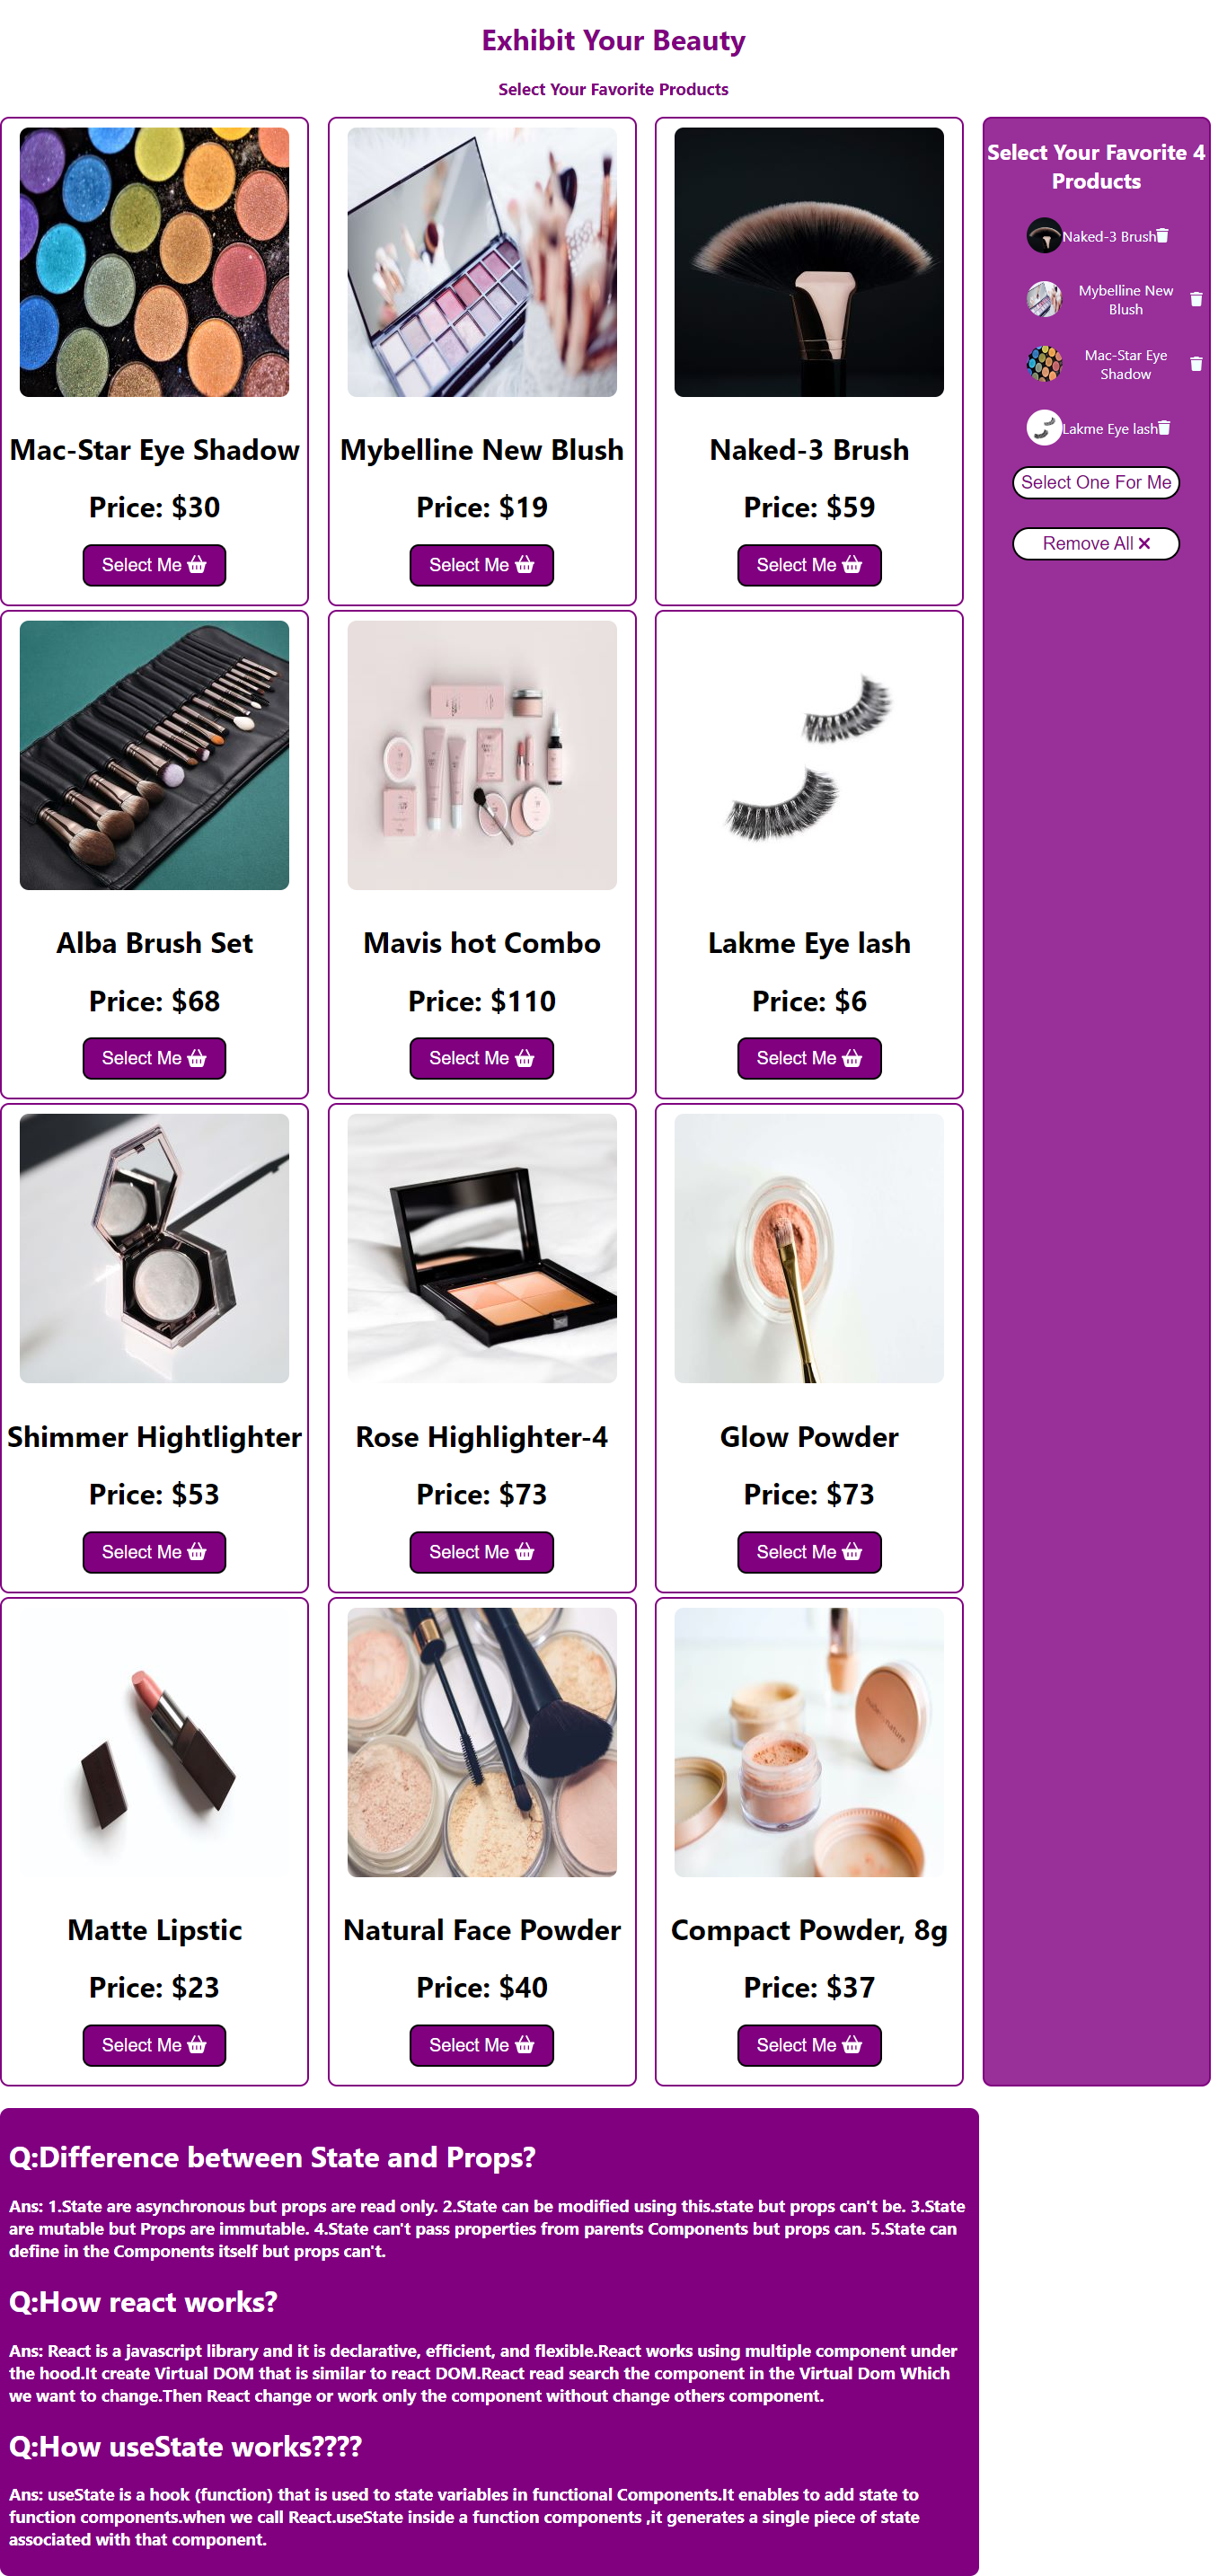 Exhibit Your Beauty
Select Your Favorite Products
Mac-Star Eye Shadow
Price: $30
Select Me
Mybelline New Blush
Price: $19
Select Me
Naked-3 Brush
Price: $59
Select Me
Alba Brush Set
Price: $68
Select Me
Mavis hot Combo
Price: $110
Select Me
Lakme Eye lash
Price: $6
Select Me
Shimmer Hightlighter
Price: $53
Select Me
Rose Highlighter-4
Price: $73
Select Me
Glow Powder
Price: $73
Select Me
Matte Lipstic
Price: $23
Select Me
Natural Face Powder
Price: $40
Select Me
Compact Powder, 8g
Price: $37
Select Me
Select Your Favorite 4
Products
Naked-3 Brush
Mybelline New
Blush
Mac-Star Eye
Shadow
Lakme Eye lash
Select One For Me
Remove All
Q:Difference between State and Props?
Ans: 1.State are asynchronous but props are read only. 2.State can be modified using this.state but props can't be. 3.State
are mutable but Props are immutable. 4.State can't pass properties from parents Components but props can. 5.State can
define in the Components itself but props can't.
Q:How react works?
Ans: React is a javascript library and it is declarative, efficient, and flexible.React works using multiple component under
the hood.It create Virtual DOM that is similar to react DOM.React read search the component in the Virtual Dom Which
we want to change.Then React change or work only the component without change others component.
Q:How useState works????
Ans: useState is a hook (function) that is used to state variables in functional Components.It enables to add state to
function components.when we call React.useState inside a function components ,it generates a single piece of state
associated with that component.